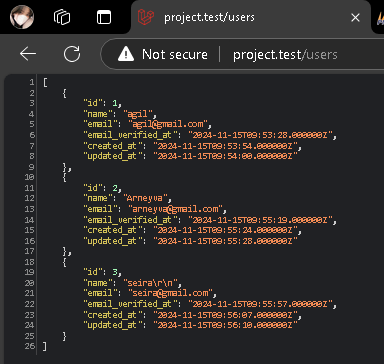 project.test/users
Not secure project.test/users
1 [
2 {
3 "id": 1,
4 "name": "agil",
5 "email": "agil@gmail.com",
6 "email_verified_at": "2024-11-15T09:53:28.000000Z",
7 "created_at": "2024-11-15T09:53:54.000000Z",
8 "updated_at": "2024-11-15T09:54:00.000000Z"
9 },
10 {
11 "id": 2,
12 "name": "Arneyva",
13 "email": "arneyva@gmail.com",
14 "email_verified_at": "2024-11-15T09:55:19.000000Z",
15 "created_at": "2024-11-15T09:55:24.000000Z",
16 "updated_at": "2024-11-15T09:55:28.000000Z"
17 },
18 {
19 "id": 3,
20 "name": "seira\r\n",
21 "email": "seira@gmail.com",
22 "email_verified_at": "2024-11-15T09:55:57.000000Z",
23 "created_at": "2024-11-15T09:56:07.000000Z",
24 "updated_at": "2024-11-15T09:56:10.000000Z"
25 }
26 ]